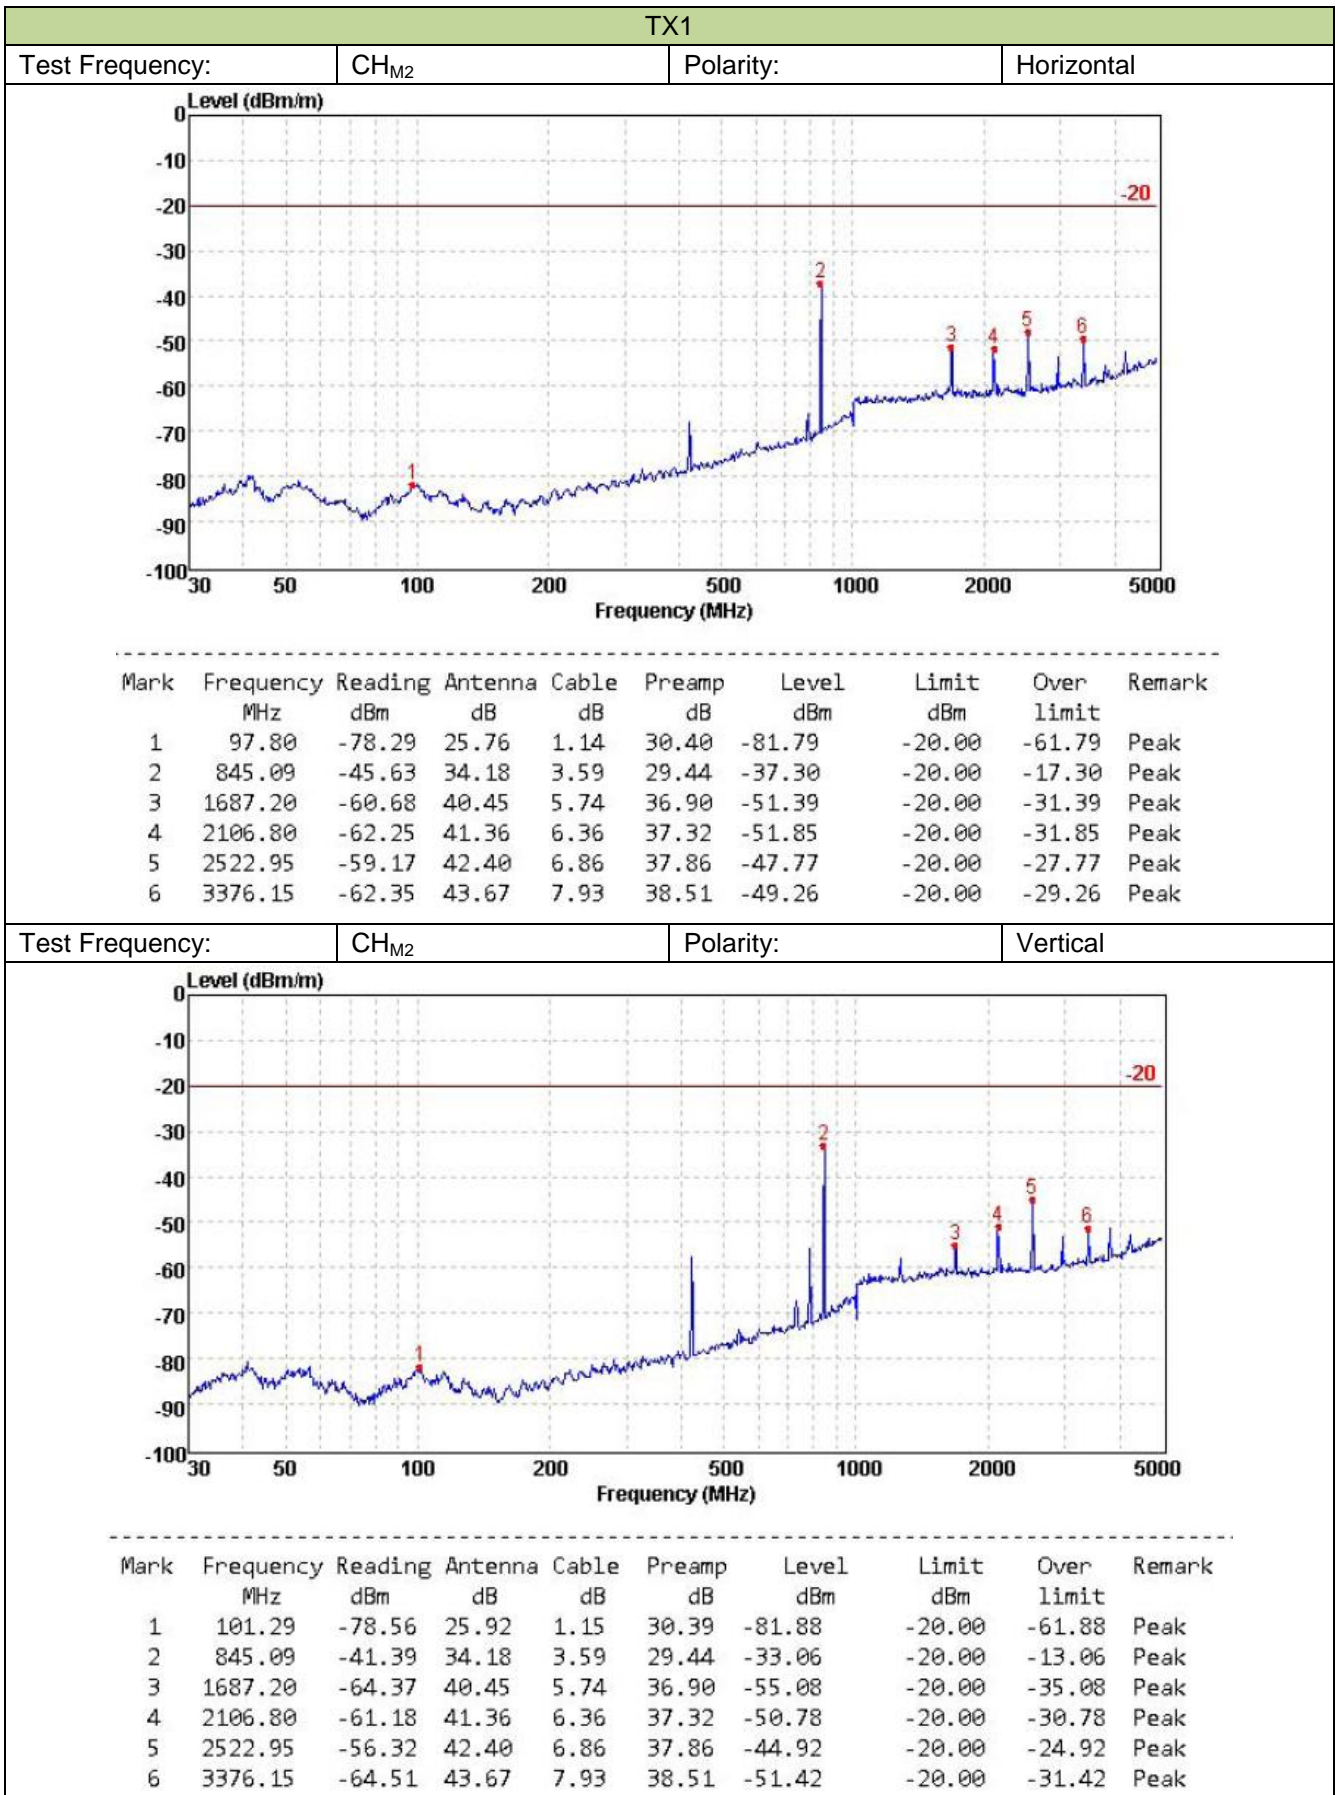 TX1
Test Frequency: CHM2 Polarity: Horizontal
Level (dBm/m)
0
-10
-20
-20
-30
2
-40
3 4 5 6
-50
-60
-70
1
-80
-90
-100
30 50 100 200 500 1000 2000 5000
Frequency (MHz)
Mark Frequency Reading Antenna Cable Preamp Level Limit Over Remark
MHz dBm dB dB dB dBm dBm limit
1 97.80 -78.29 25.76 1.14 30.40 -81.79 -20.00 -61.79 Peak
2 845.09 -45.63 34.18 3.59 29.44 -37.30 -20.00 -17.30 Peak
3 1687.20 -60.68 40.45 5.74 36.90 -51.39 -20.00 -31.39 Peak
4 2106.80 -62.25 41.36 6.36 37.32 -51.85 -20.00 -31.85 Peak
5 2522.95 -59.17 42.40 6.86 37.86 -47.77 -20.00 -27.77 Peak
6 3376.15 -62.35 43.67 7.93 38.51 -49.26 -20.00 -29.26 Peak
Test Frequency: CHM2 Polarity: Vertical
Level (dBm/m)
0
-10
-20
-20
-30
2
-40
3 4 5 6
-50
-60
-70
1
-80
-90
-100
30 50 100 200 500 1000 2000 5000
Frequency (MHz)
Mark Frequency Reading Antenna Cable Preamp Level Limit Over Remark
MHz dBm dB dB dB dBm dBm limit
1 101.29 -78.56 25.92 1.15 30.39 -81.88 -20.00 -61.88 Peak
2 845.09 -41.39 34.18 3.59 29.44 -33.06 -20.00 -13.06 Peak
3 1687.20 -64.37 40.45 5.74 36.90 -55.08 -20.00 -35.08 Peak
4 2106.80 -61.18 41.36 6.36 37.32 -50.78 -20.00 -30.78 Peak
5 2522.95 -56.32 42.40 6.86 37.86 -44.92 -20.00 -24.92 Peak
6 3376.15 -64.51 43.67 7.93 38.51 -51.42 -20.00 -31.42 Peak